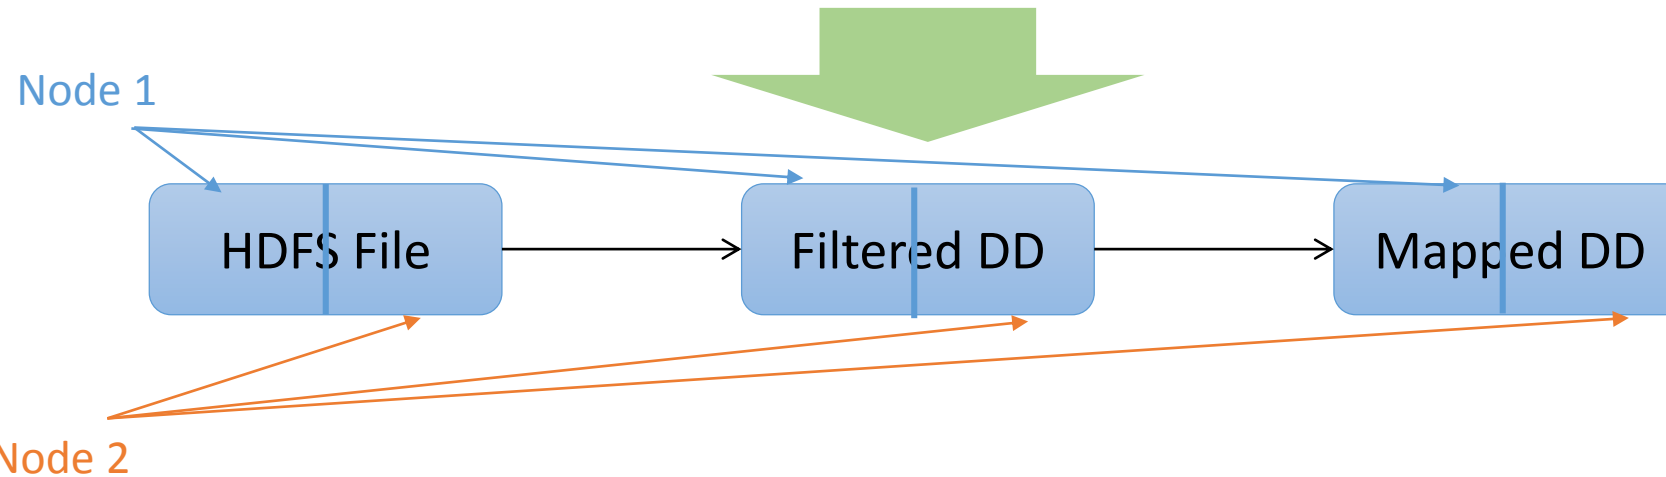 Node 1
HDFS File
Filtered DD
Mapped DD
Node 2